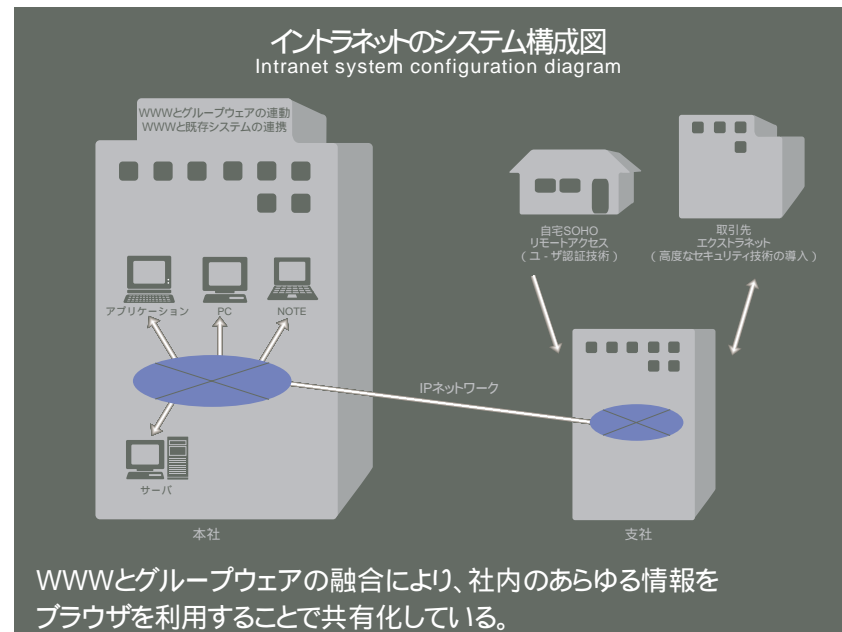 イントラネットのシステム構成図
Intranet system configuration diagram
WWWとグループウェアの連動
WWWと既存システムの連携
自宅SOHO
リモートアクセス
(ユ-ザ認証技術)
取引先
エクストラネット
(高度なセキュリティ技術の導入)
アプリケーション
PC
NOTE
IPネットワーク
サーバ
本社
支社
WWWとグループウェアの融合により、社内のあらゆる情報を
ブラウザを利用することで共有化している。